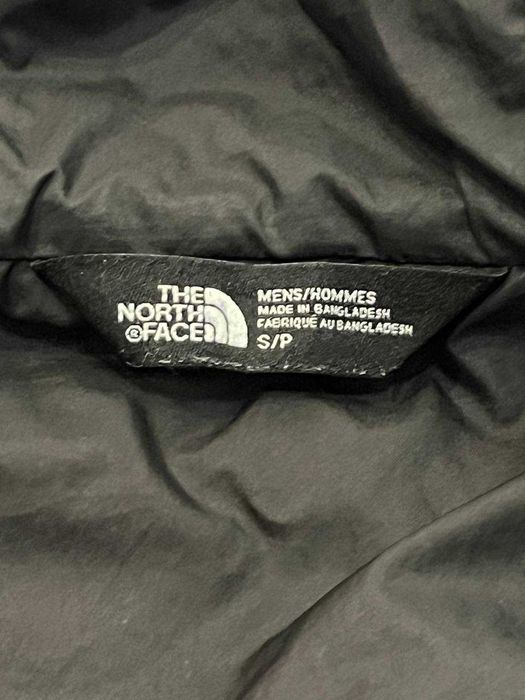 THE
NORTH
®FACE
MENS/HOMMES
MADE IN BANGLADESH
FABRIQUÉ AU BANGLADESH
S/P